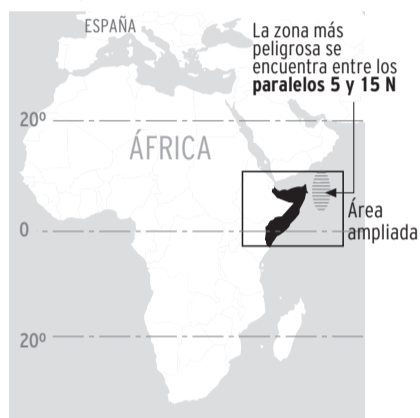 ESPAÑA
La zona más
peligrosa se
encuentra entre los
paralelos 5 y 15 N
20º
ÁFRICA
Área
ampliada
0
20º